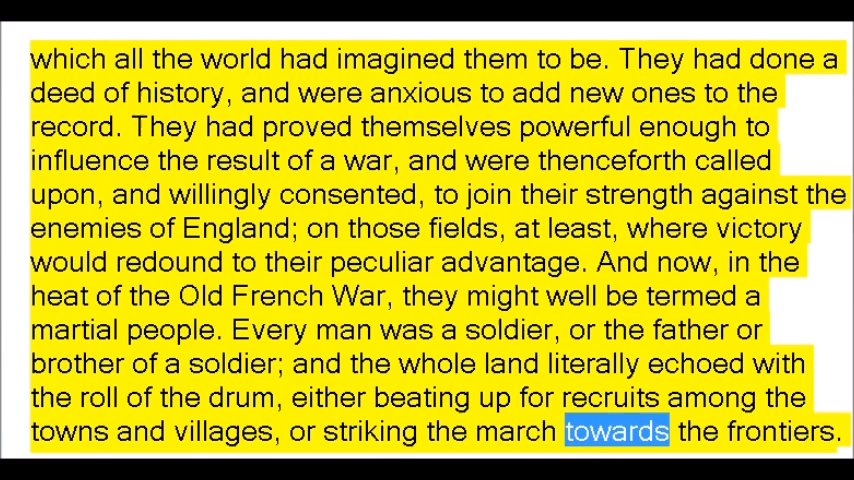 which all the world had imagined them to be. They had done a
deed of history, and were anxious to add new ones to the
record. They had proved themselves powerful enough to
influence the result of a war, and were thenceforth called
upon, and willingly consented, to join their strength against the
enemies of England; on those fields, at least, where victory
would redound to their peculiar advantage. And now, in the
heat of the Old French War, they might well be termed a
martial people. Every man was a soldier, or the father or
brother of a soldier; and the whole land literally echoed with
the roll of the drum, either beating up for recruits among the
towns and villages, or striking the march towards the frontiers.